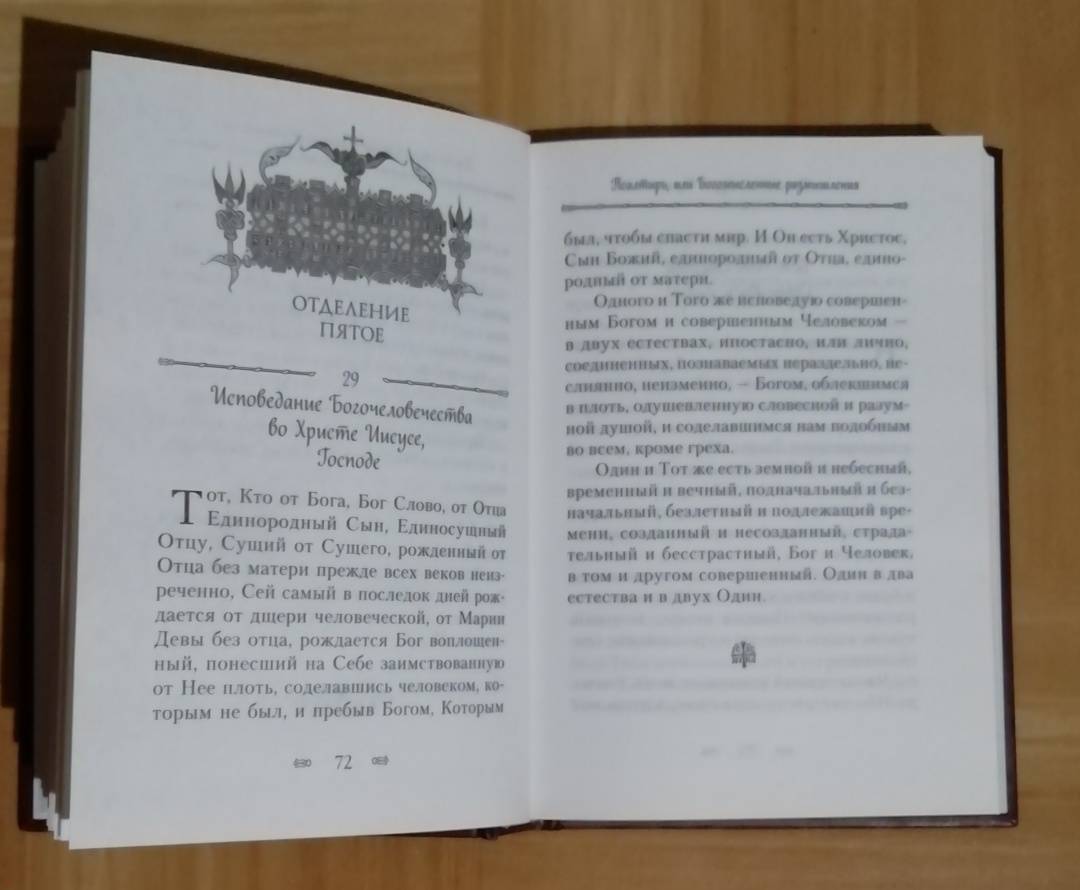 ОТДЕЛЕНИЕ
ПЯТОЕ
29
Исповедание Богочеловечества
во Христе Иисусе,
Господе
Тот, Кто от Бога, Бог Слово, от Отца
Единородный Сын, Единосущный
Отцу, Сущий от Сущего, рожденный от
Отца без матери прежде всех веков неиз-
реченно, Сей самый в последок дней рож-
дается от дщери человеческой, от Марии
Девы без отца, рождается Бог воплощен-
ный, понесший на Себе заимствованную
от Нее плоть, соделавшись человеком, ко-
торым не был, и пребыв Богом, Которым
72
Псалтирь, или Богомысленные размышления
был, чтобы спасти мир. И Он есть Христос,
Сын Божий, единородный от Отца, едино-
родный от матери.
Одного и Того же исповедую совершен-
ным Богом и совершенным Человеком —
в двух естествах, ипостасно, или лично,
соединенных, познаваемых нераздельно, не-
слиянно, неизменно, — Богом, облекшимся
в плоть, одушевленную словесной и разум-
ной душой, и соделавшимся нам подобным
во всем, кроме греха.
Один и Тот же есть земной и небесный,
временный и вечный, подначальный и без-
начальный, безлетный и подлежащий вре-
мени, созданный и несозданный, страда-
тельный и бесстрастный, Бог и Человек,
в том и другом совершенный. Один в два
естества и в двух Один.